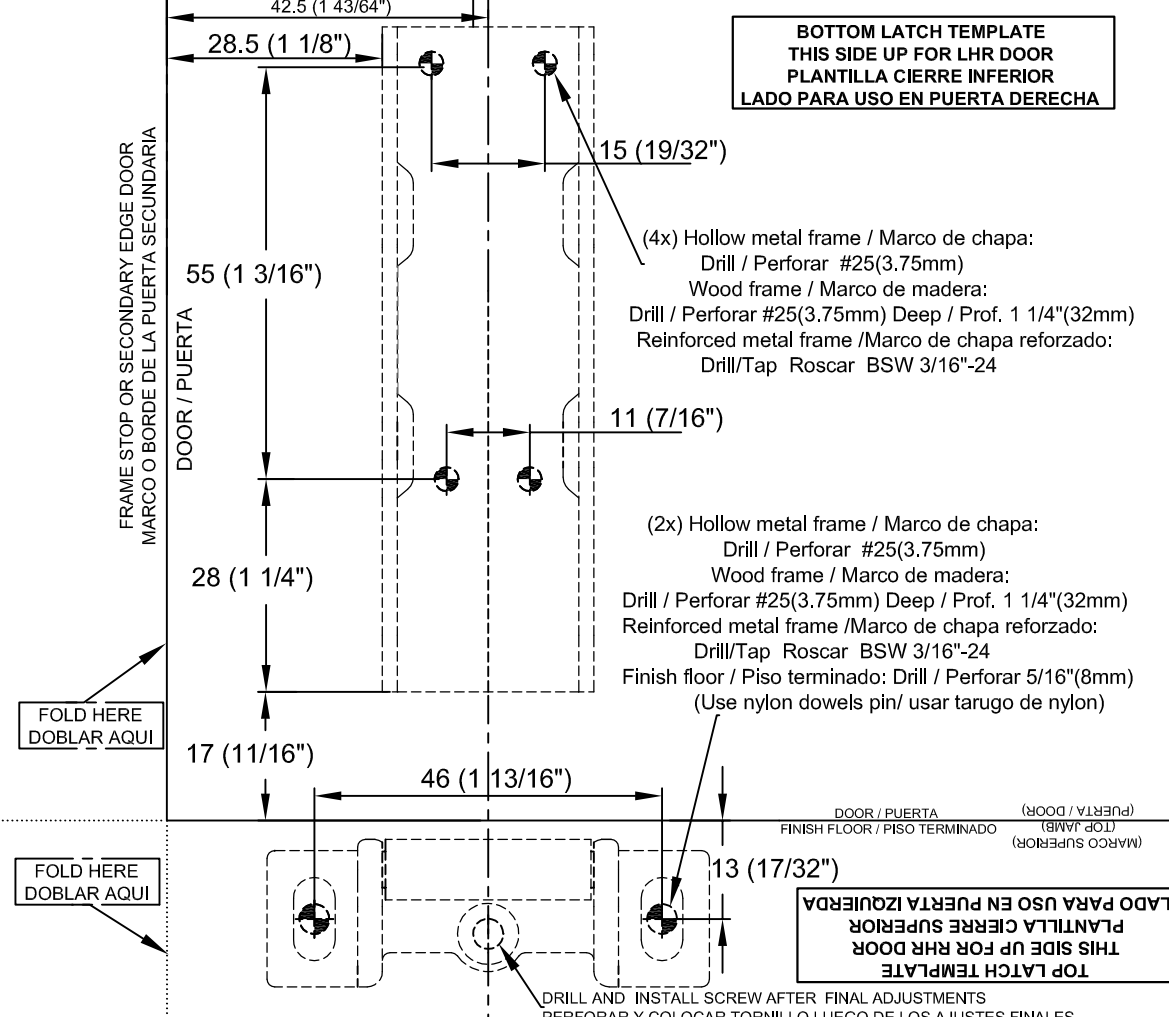 42.5 (1 43/64")
28.5 (1 1/8")
BOTTOM LATCH TEMPLATE
THIS SIDE UP FOR LHR DOOR
PLANTILLA CIERRE INFERIOR
LADO PARA USO EN PUERTA DERECHA
15 (19/32")
FRAME STOP OR SECONDARY EDGE DOOR
MARCO O BORDE DE LA PUERTA SECUNDARIA
DOOR / PUERTA
55 (1 3/16")
(4x) Hollow metal frame / Marco de chapa:
Drill / Perforar #25(3.75mm)
Wood frame / Marco de madera:
Drill / Perforar #25(3.75mm) Deep / Prof. 1 1/4"(32mm)
Reinforced metal frame /Marco de chapa reforzado:
Drill/Tap Roscar BSW 3/16"-24
11 (7/16")
28 (1 1/4")
(2x) Hollow metal frame / Marco de chapa:
Drill / Perforar #25(3.75mm)
Wood frame / Marco de madera:
Drill / Perforar #25(3.75mm) Deep / Prof. 1 1/4"(32mm)
Reinforced metal frame /Marco de chapa reforzado:
Drill/Tap Roscar BSW 3/16"-24
Finish floor / Piso terminado: Drill / Perforar 5/16"(8mm)
(Use nylon dowels pin/ usar tarugo de nylon)
FOLD HERE
DOBLAR AQUI
17 (11/16")
46 (1 13/16")
DOOR / PUERTA
FINISH FLOOR / PISO TERMINADO
(MARCO SUPERIOR)
(TOP JAMB)
(PUERTA / DOOR)
FOLD HERE
DOBLAR AQUI
13 (17/32")
TOP LATCH TEMPLATE
THIS SIDE UP FOR RHR DOOR
PLANTILLA CIERRE SUPERIOR
LADO PARA USO EN PUERTA IZQUIERDA
DRILL AND INSTALL SCREW AFTER FINAL ADJUSTMENTS
PERFORAR Y COLOCAR TORNILLO LUEGO DE LOS AJUSTES FINALES